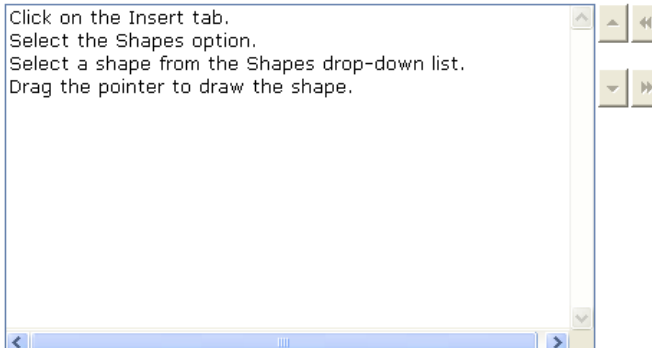 Click on the Insert tab.
Select the Shapes option.
Select a shape from the Shapes drop-down list.
Drag the pointer to draw the shape.